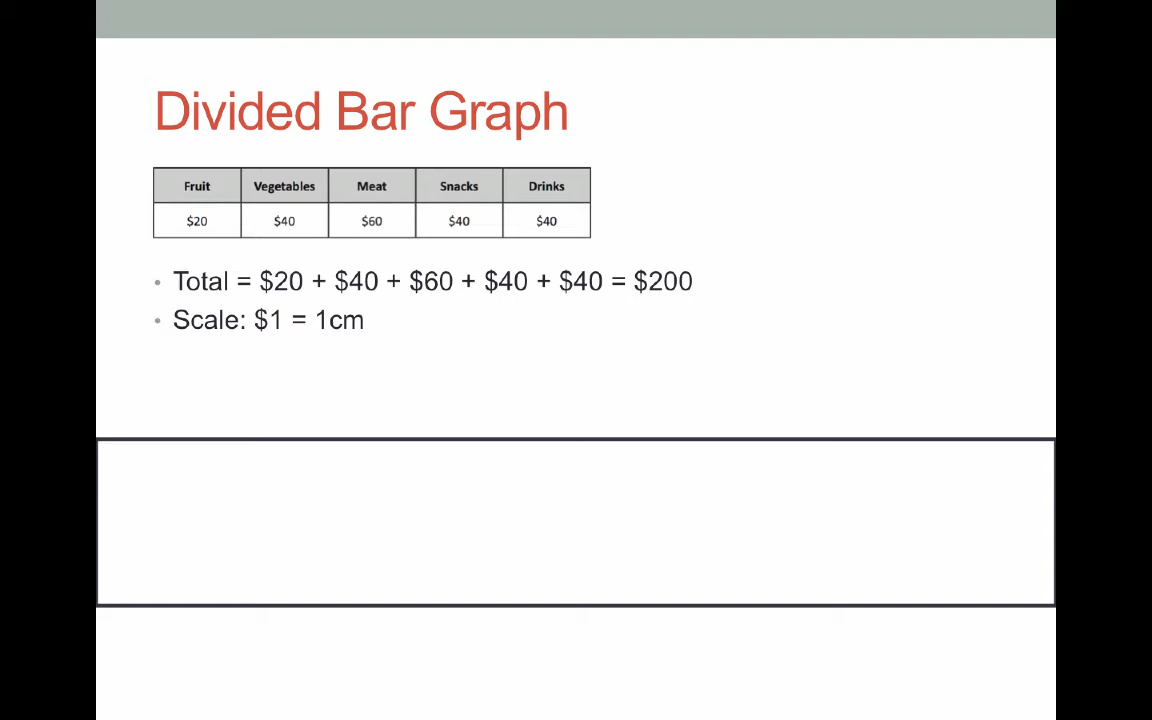 Divided Bar Graph
Fruit Vegetables Meat Snacks Drinks
$20 $40 $60 $40 $40
• Total = $20 + $40 + $60 + $40 + $40 = $200
• Scale: $1 = 1cm